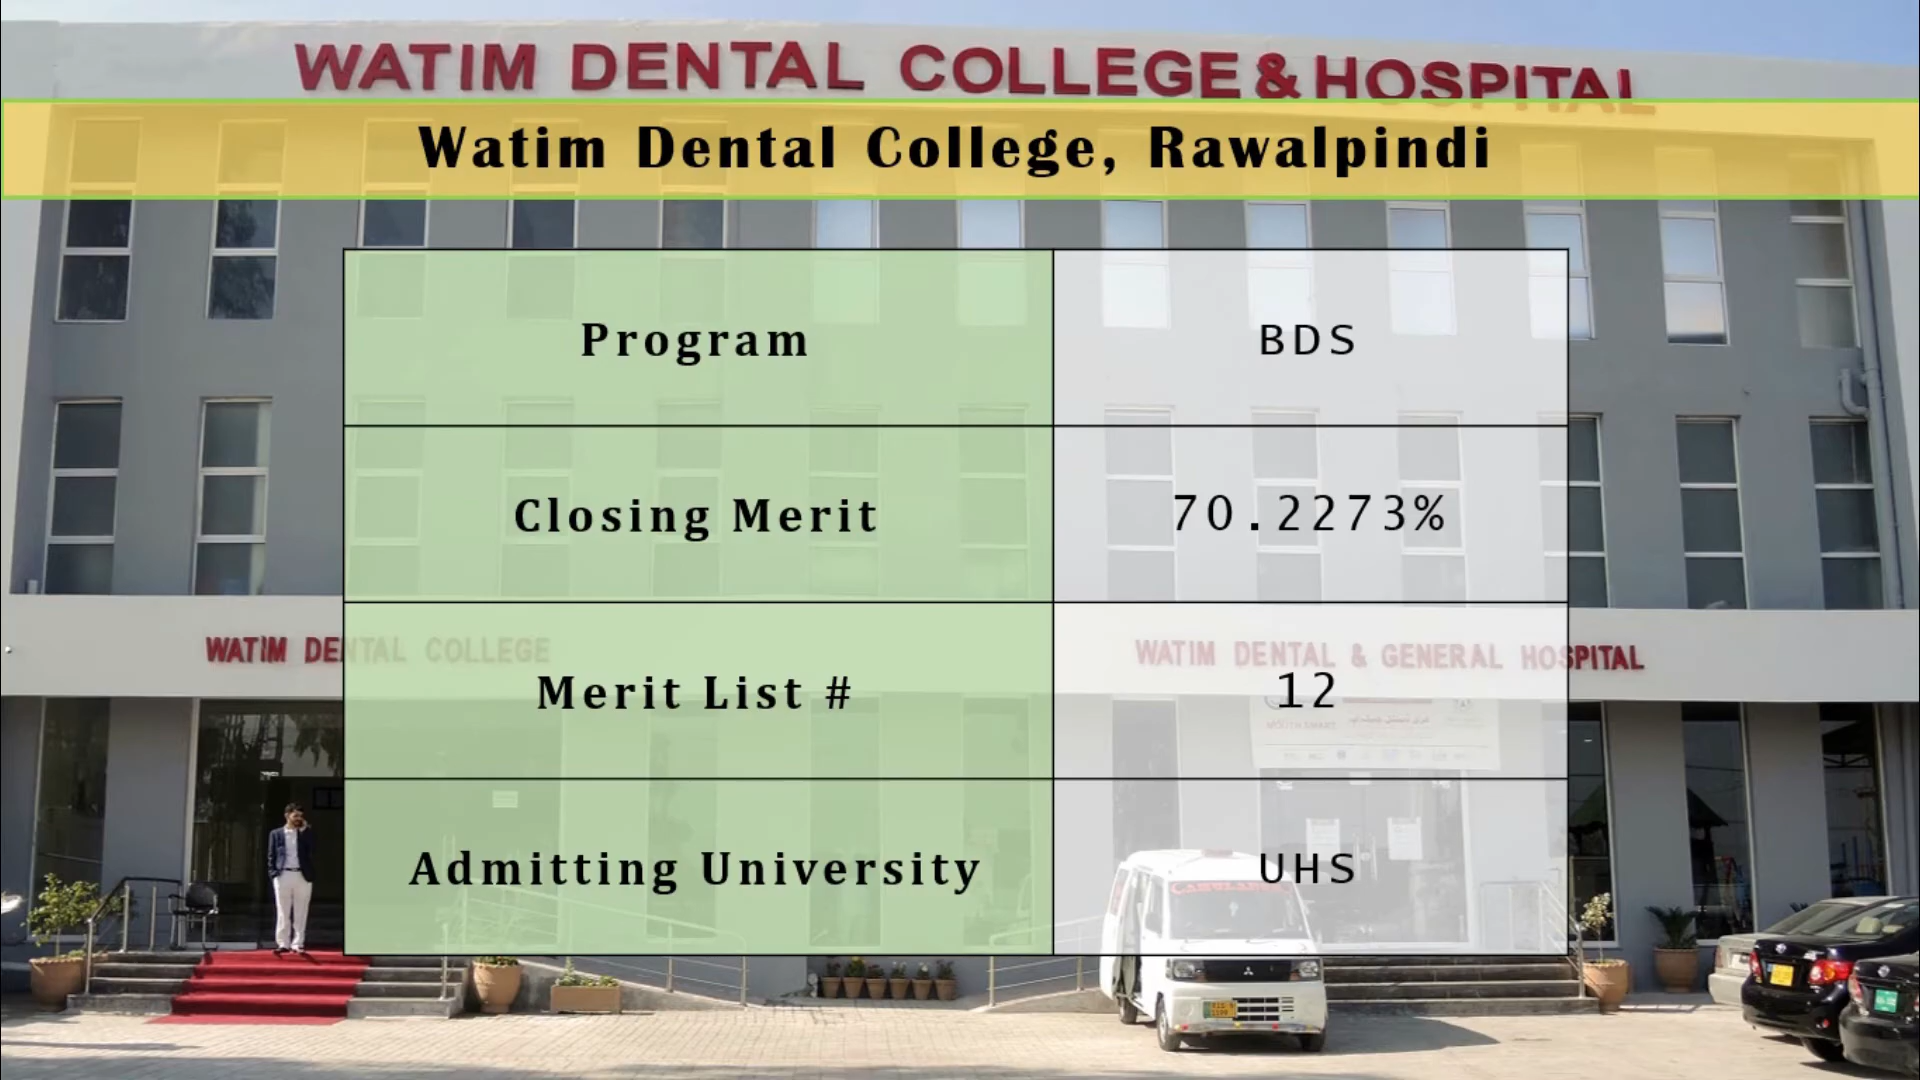 WATIM DENTAL COLLEGE & HOSPITAL
Watim Dental College, Rawalpindi
Program BDS
Closing Merit 70.2273%
Merit List # 12
Admitting University UHS
WATIM DENTAL COLLEGE
WATIM DENTAL & GENERAL HOSPITAL